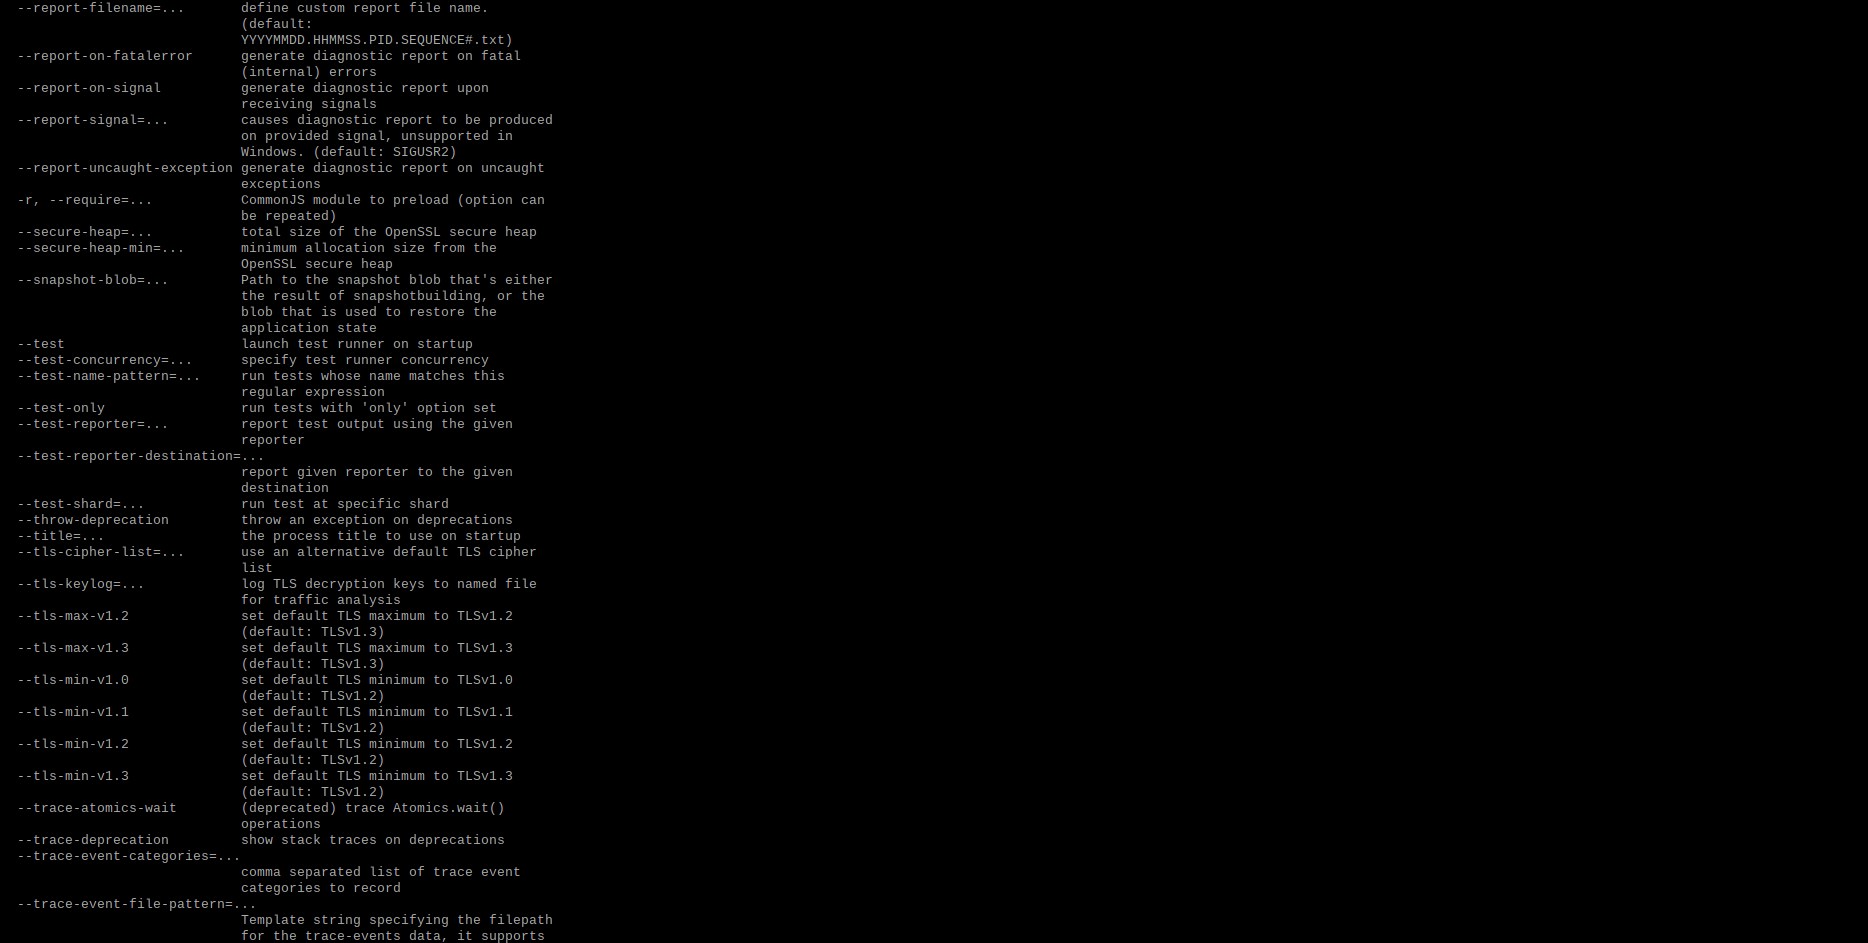 --report-filename=...       define custom report file name.
                            (default:
                            YYYYMMDD.HHMMSS.PID.SEQUENCE#.txt)
--report-on-fatalerror      generate diagnostic report on fatal
                            (internal) errors
--report-on-signal          generate diagnostic report upon
                            receiving signals
--report-signal=...         causes diagnostic report to be produced
                            on provided signal, unsupported in
                            Windows. (default: SIGUSR2)
--report-uncaught-exception generate diagnostic report on uncaught
                            exceptions
-r, --require=...           CommonJS module to preload (option can
                            be repeated)
--secure-heap=...           total size of the OpenSSL secure heap
--secure-heap-min=...       minimum allocation size from the
                            OpenSSL secure heap
--snapshot-blob=...         Path to the snapshot blob that's either
                            the result of snapshotbuilding, or the
                            blob that is used to restore the
                            application state
--test                      launch test runner on startup
--test-concurrency=...      specify test runner concurrency
--test-name-pattern=...     run tests whose name matches this
                            regular expression
--test-only                 run tests with 'only' option set
--test-reporter=...         report test output using the given
                            reporter
--test-reporter-destination=...
                            report given reporter to the given
                            destination
--test-shard=...            run test at specific shard
--throw-deprecation         throw an exception on deprecations
--title=...                 the process title to use on startup
--tls-cipher-list=...       use an alternative default TLS cipher
                            list
--tls-keylog=...            log TLS decryption keys to named file
                            for traffic analysis
--tls-max-v1.2              set default TLS maximum to TLSv1.2
                            (default: TLSv1.3)
--tls-max-v1.3              set default TLS maximum to TLSv1.3
                            (default: TLSv1.3)
--tls-min-v1.0              set default TLS minimum to TLSv1.0
                            (default: TLSv1.2)
--tls-min-v1.1              set default TLS minimum to TLSv1.1
                            (default: TLSv1.2)
--tls-min-v1.2              set default TLS minimum to TLSv1.2
                            (default: TLSv1.2)
--tls-min-v1.3              set default TLS minimum to TLSv1.3
                            (default: TLSv1.2)
--trace-atomics-wait        (deprecated) trace Atomics.wait()
                            operations
--trace-deprecation         show stack traces on deprecations
--trace-event-categories=...
                            comma separated list of trace event
                            categories to record
--trace-event-file-pattern=...
                            Template string specifying the filepath
                            for the trace-events data, it supports